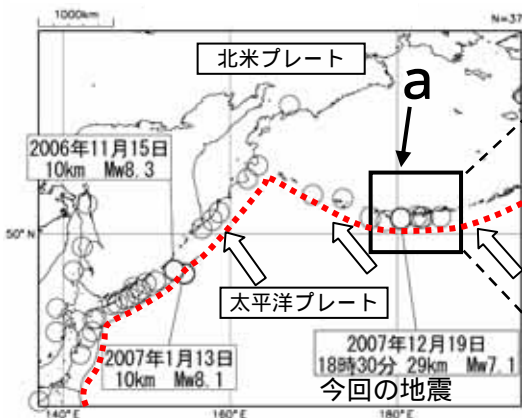 1000km
N=37
北米プレート
a
2006年11月15日
10km Mw8.3
50°N
太平洋プレート
2007年1月13日
10km Mw8.1
2007年12月19日
18時30分 29km Mw7.1
今回の地震
140°E
160°E
180°E